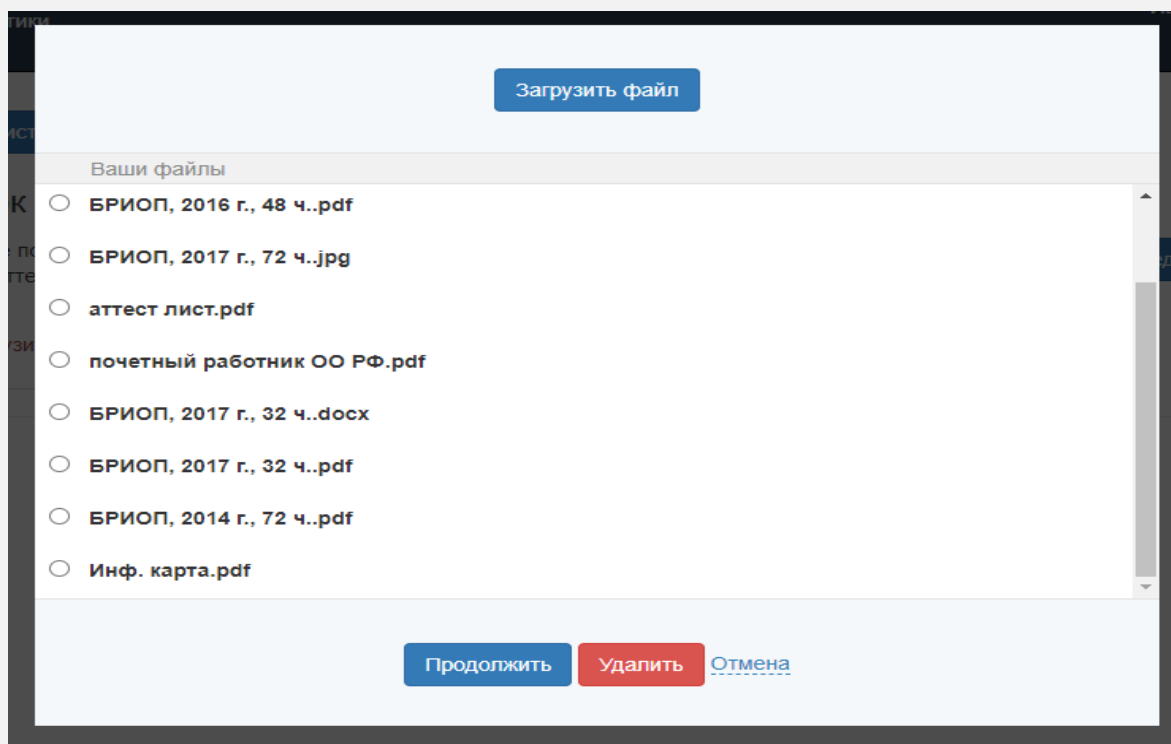 Загрузить файл
Ваши файлы
БРИОП, 2016 г., 48 ч..pdf
БРИОП, 2017 г., 72 ч..jpg
аттест лист.pdf
почетный работник ОО РФ.pdf
БРИОП, 2017 г., 32 ч..docx
БРИОП, 2017 г., 32 ч..pdf
БРИОП, 2014 г., 72 ч..pdf
Инф. карта.pdf
Продолжить Удалить Отмена